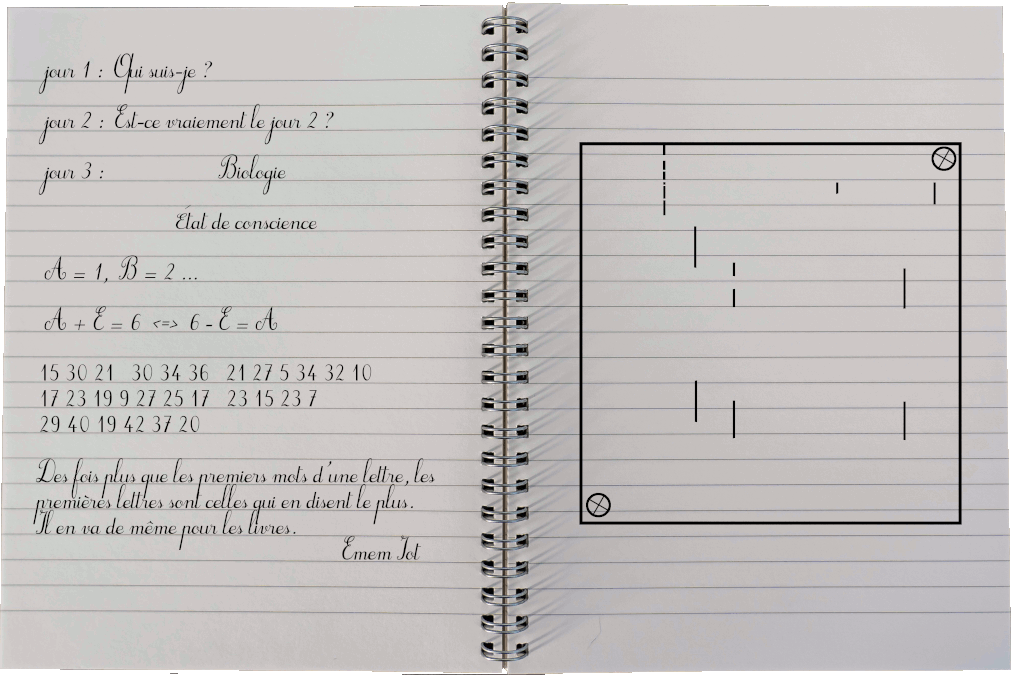 jour 1 : Qui suis-je ?
jour 2 : Est-ce vraiement le jour 2 ?
jour 3 : Biologie
État de conscience
A = 1, B = 2 ...
A + E = 6 <=> 6 - E = A
15 30 21 30 34 36 21 27 5 34 32 10
17 23 19 9 27 25 17 23 15 23 7
29 40 19 42 37 20
Des fois plus que les premiers mots d'une lettre, les
premières lettres sont celles qui en disent le plus.
Il en va de même pour les livres.
Emem Tot